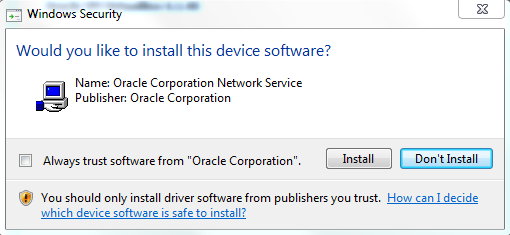 Windows Security
Would you like to install this device software?
Name: Oracle Corporation Network Service
Publisher: Oracle Corporation
Always trust software from "Oracle Corporation".
Install
Don't Install
You should only install driver software from publishers you trust. How can I decide
which device software is safe to install?